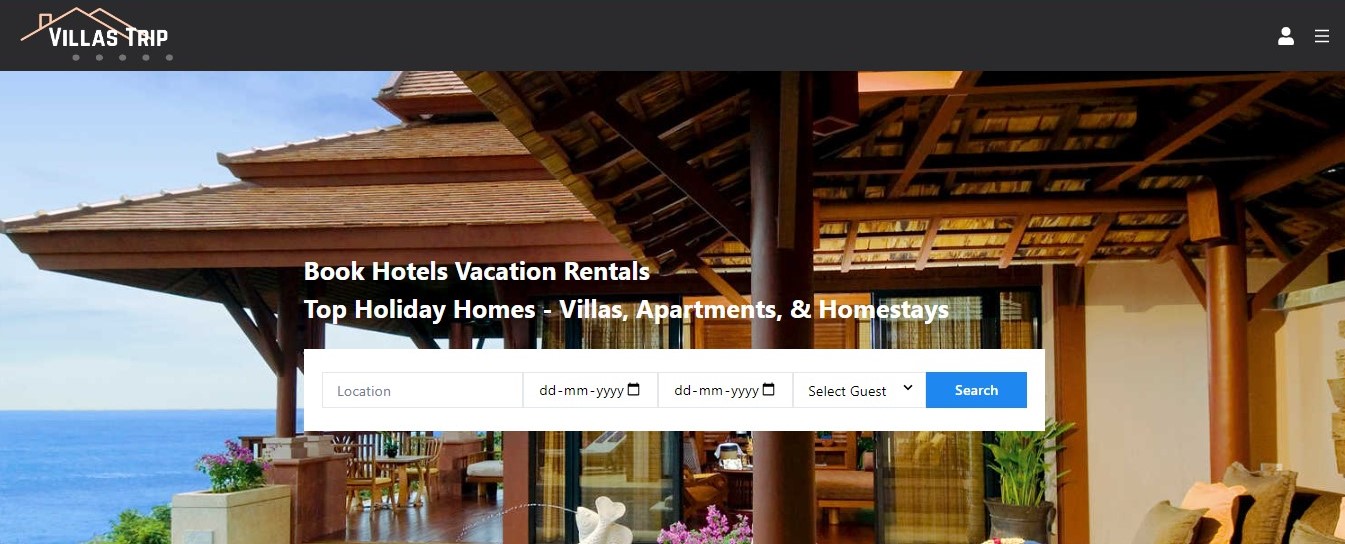 VILLAS TRIP
Book Hotels Vacation Rentals
Top Holiday Homes - Villas, Apartments, & Homestays
Location dd-mm-yyyy dd-mm-yyyy Select Guest Search